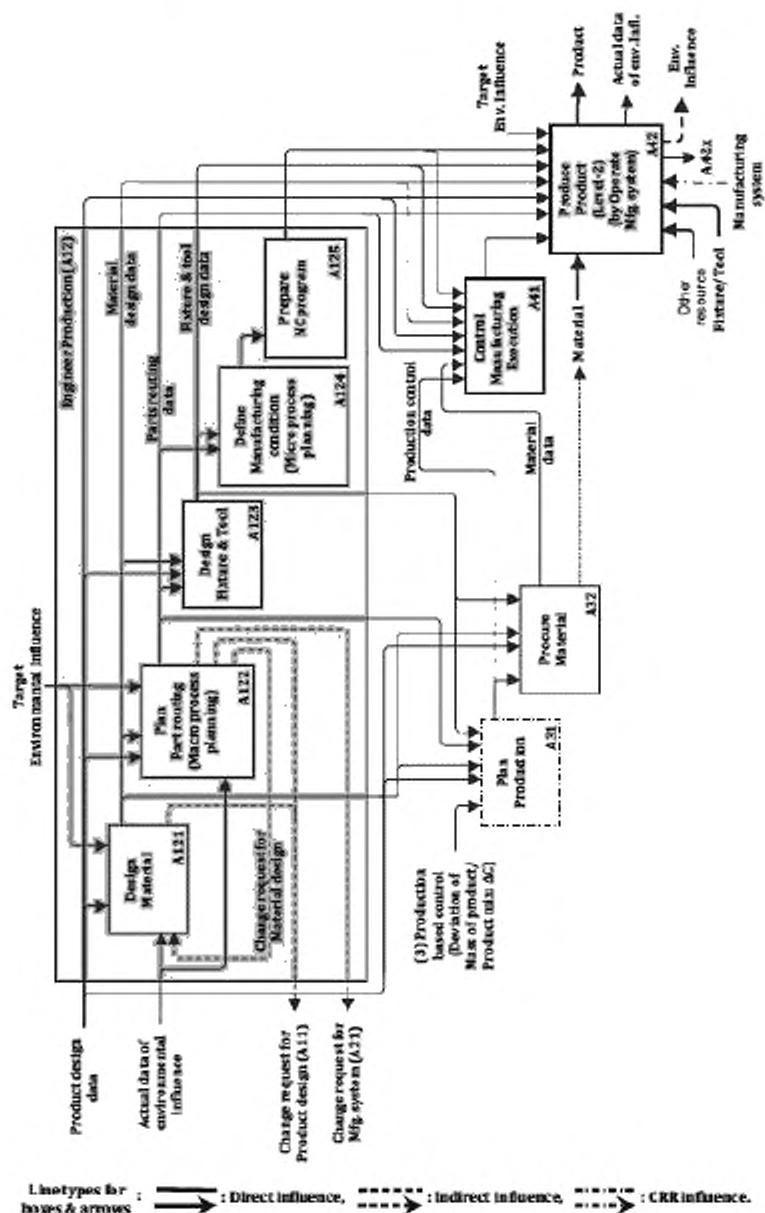 Target
Environmental Influence
Product design
data
Actual data of
environmental
influence
Change request for
Product design (A11)
Change request for
Mfg. system (A21)
Engineer Production (A12)
Design
Material
A121
Plan
Part routing
(Macro process
planning)
A122
Change request for
Material design
Design
Fixture & Tool
A123
Define
Manufacturing
condition
(Micro process
planning)
A124
Prepare
NC program
A125
Material
design data
Parts routing
data
Fixture & tool
design data
(3) Production
based control
(Deviation of
Mass of product/
Product mix: ΔC)
Plan
Production
A31
Procure
Material
A32
Production control
data
Material
data
Control
Manufacturing
Execution
A41
Material
Target
Env. Influence
Produce
Product
(Level-2)
(by Operate
Mfg. system)
A42
Product
Actual data
of env. Infl.
Env.
Influence
A42x
Other
resource
Fixture/Tool
Manufacturing
system
Linetypes for
boxes & arrows
:
: Direct influence,
: Indirect influence,
: CRR influence.